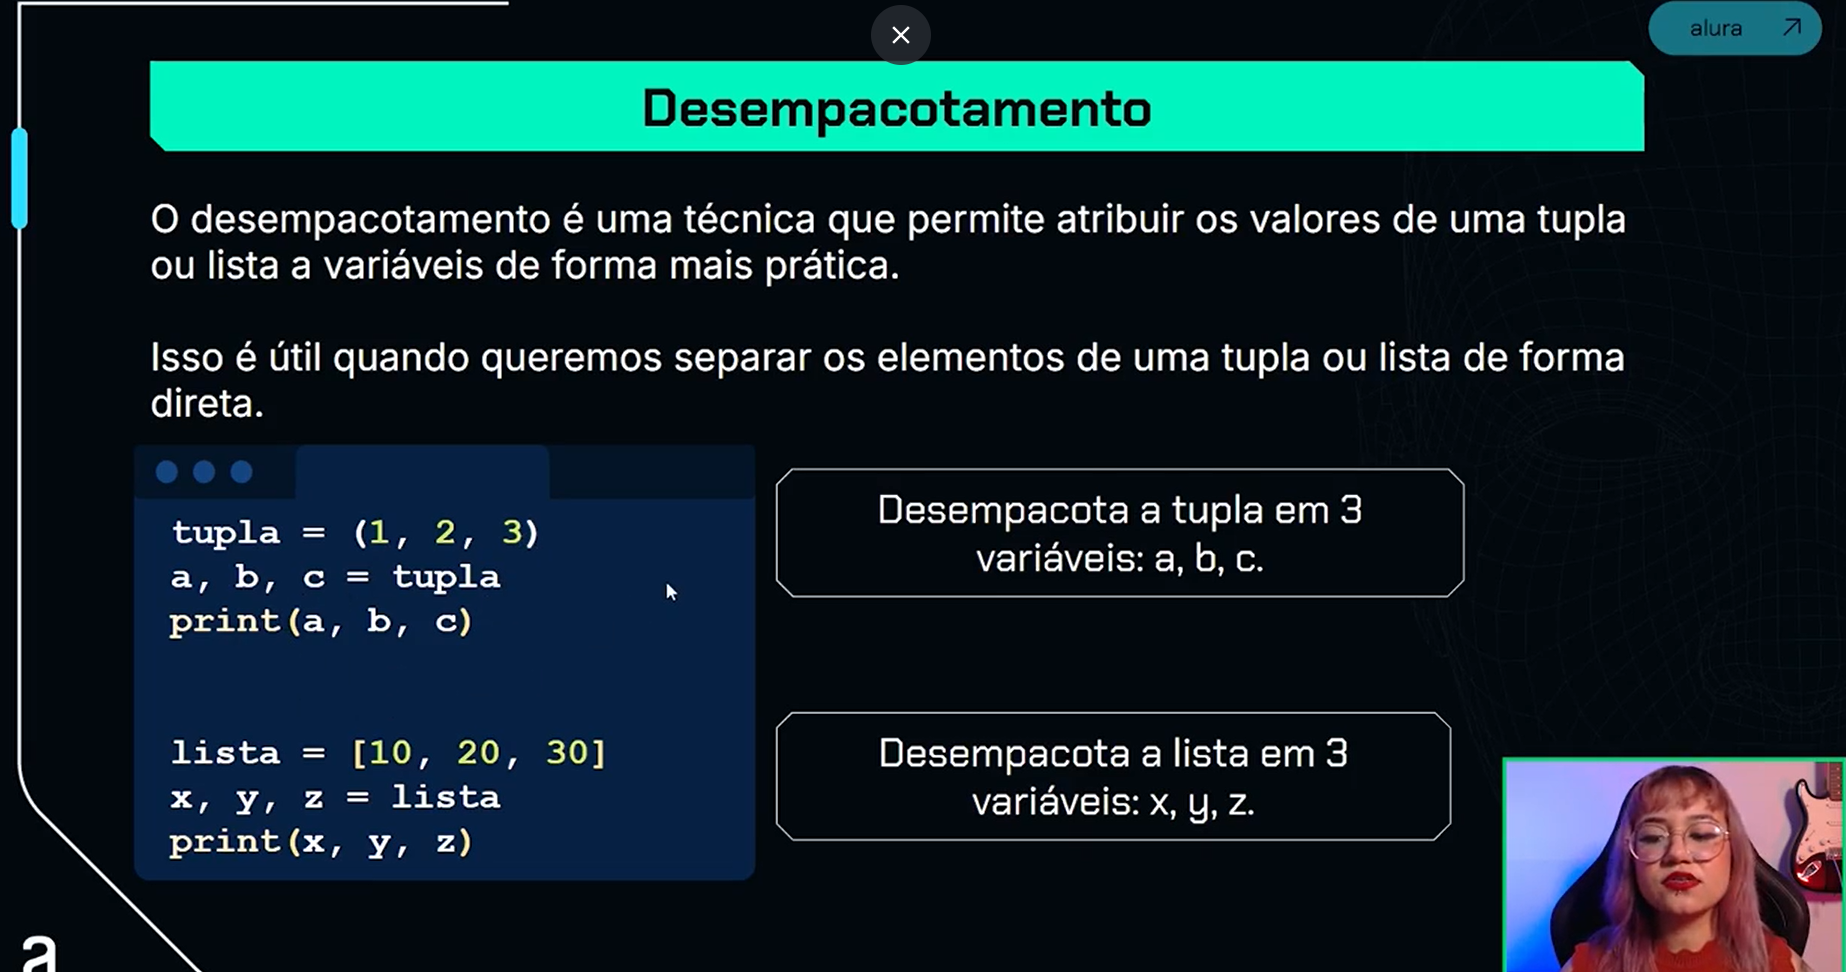 alura
Desempacotamento
O desempacotamento é uma técnica que permite atribuir os valores de uma tupla
ou lista a variáveis de forma mais prática.
Isso é útil quando queremos separar os elementos de uma tupla ou lista de forma
direta.
tupla = (1, 2, 3)
a, b, c = tupla
print(a, b, c)
Desempacota a tupla em 3
variáveis: a, b, c.
lista = [10, 20, 30]
x, y, z = lista
print(x, y, z)
Desempacota a lista em 3
variáveis: x, y, z.
a